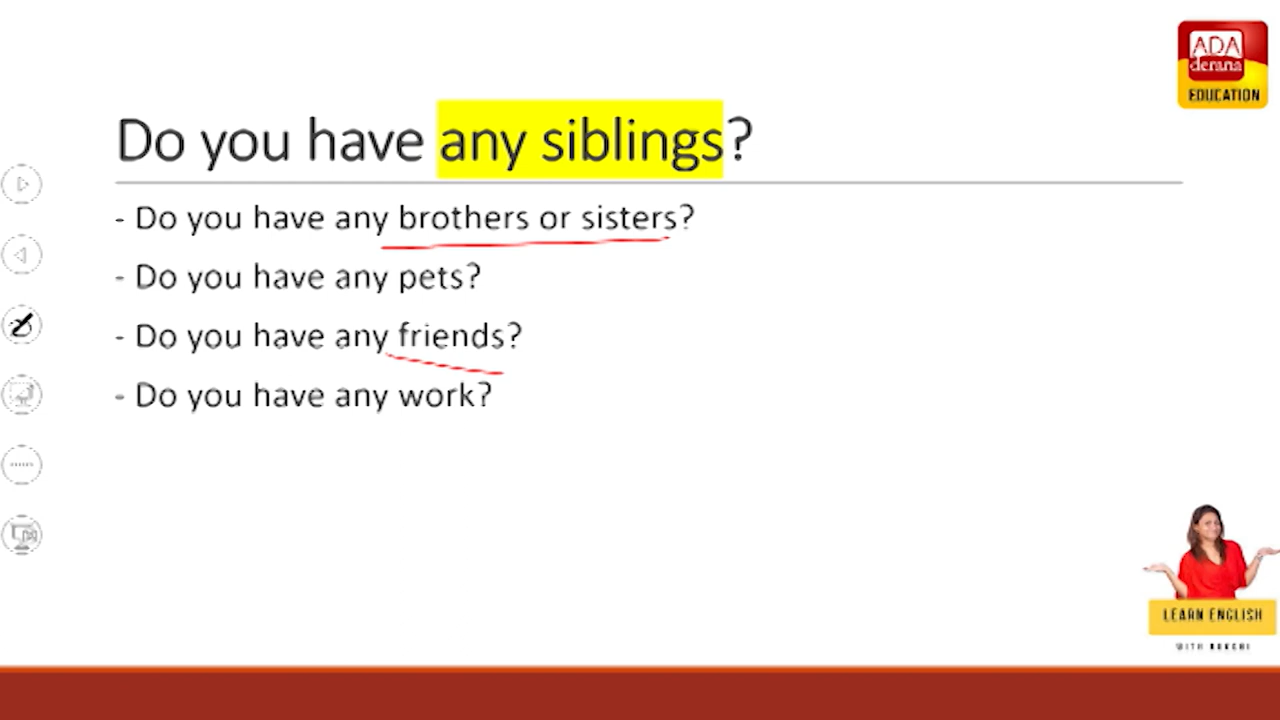 ADA
derana
EDUCATION
Do you have any siblings?
- Do you have any brothers or sisters?
- Do you have any pets?
- Do you have any friends?
- Do you have any work?
LEARN ENGLISH
WITH